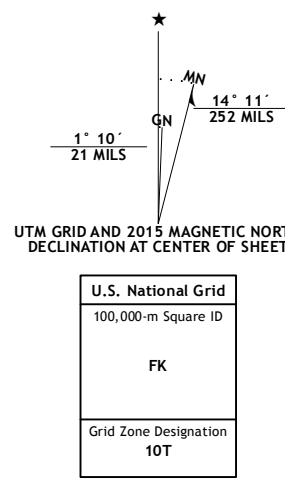 ★
MN
GN
14° 11´
252 MILS
1° 10´
21 MILS
UTM GRID AND 2015 MAGNETIC NORT
DECLINATION AT CENTER OF SHEET
U.S. National Grid
100,000-m Square ID
FK
Grid Zone Designation
10T